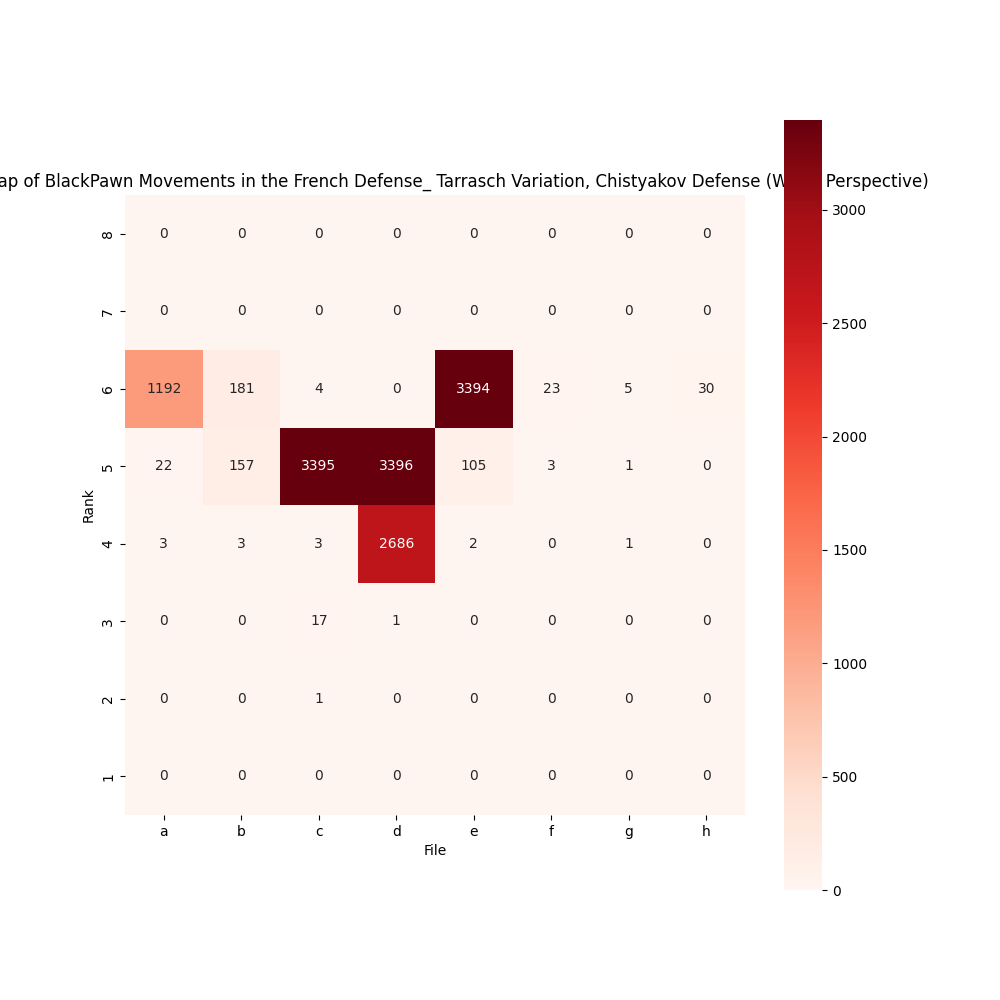 ap of BlackPawn Movements in the French Defense_ Tarrasch Variation, Chistyakov Defense (W Perspective)
8 0 0 0 0 0 0 0 0
7 0 0 0 0 0 0 0 0
6 1192 181 4 0 3394 23 5 30
5 22 157 3395 3396 105 3 1 0
4 3 3 3 2686 2 0 1 0
3 0 0 17 1 0 0 0 0
2 0 0 1 0 0 0 0 0
1 0 0 0 0 0 0 0 0
Rank
a b c d e f g h
File
3000
2500
2000
1500
1000
500
0